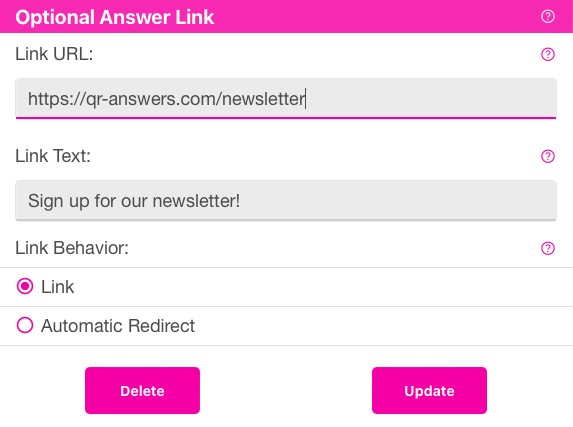 Optional Answer Link
Link URL:
https://qr-answers.com/newsletter
Link Text:
Sign up for our newsletter!
Link Behavior:
Link
Automatic Redirect
Delete Update